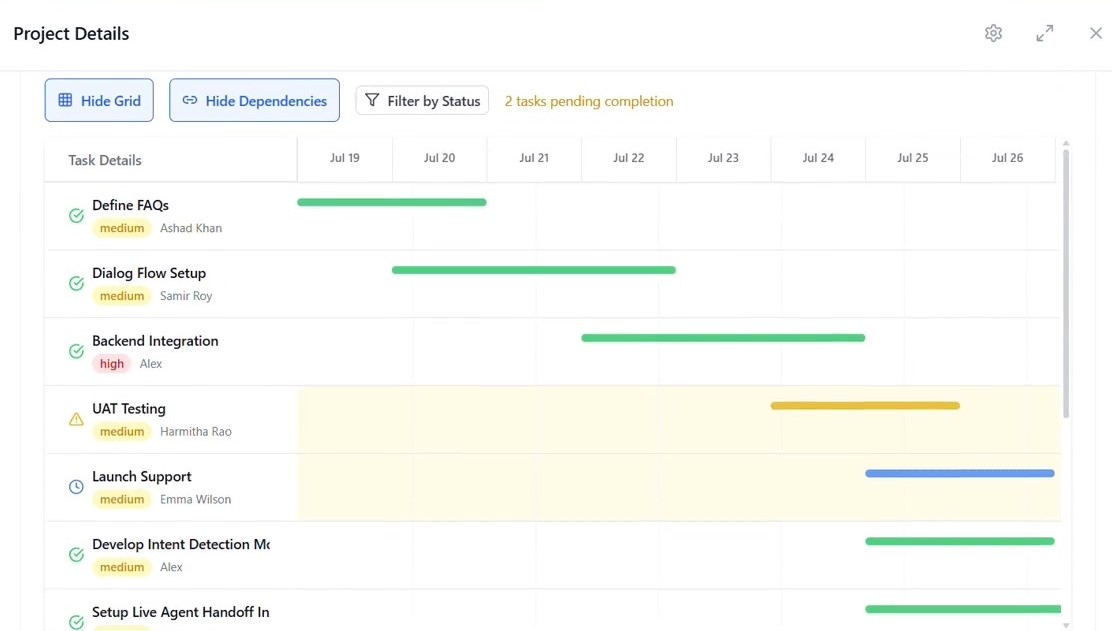 Project Details
Hide Grid Hide Dependencies Filter by Status 2 tasks pending completion
Task Details Jul 19 Jul 20 Jul 21 Jul 22 Jul 23 Jul 24 Jul 25 Jul 26
Define FAQs
medium Ashad Khan
Dialog Flow Setup
medium Samir Roy
Backend Integration
high Alex
UAT Testing
medium Harmitha Rao
Launch Support
medium Emma Wilson
Develop Intent Detection Mo
medium Alex
Setup Live Agent Handoff In